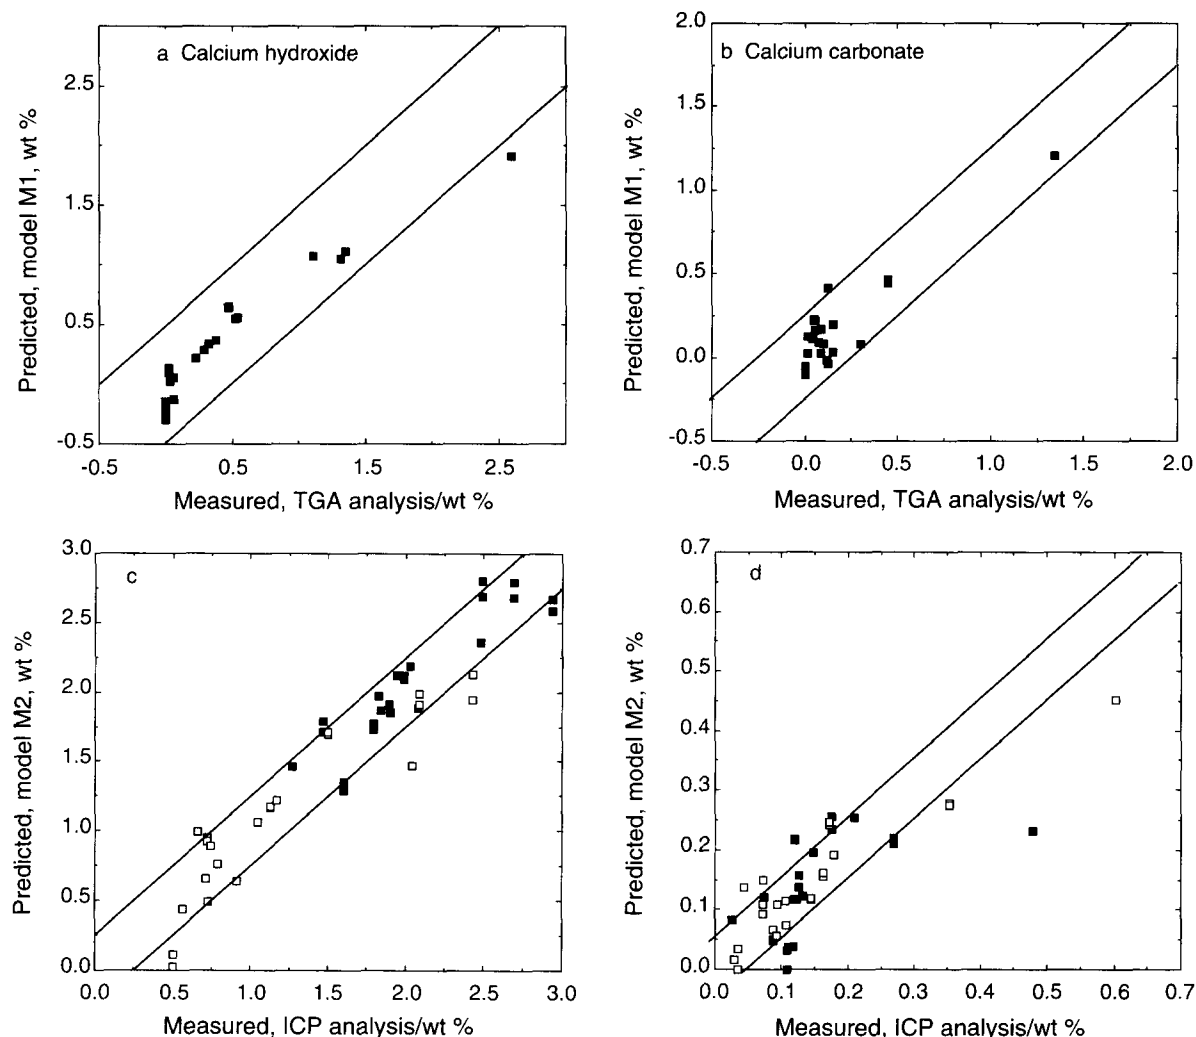 a Calcium hydroxide
2.5
1.5
0.5
-0.5
-0.5 0.5 1.5 2.5
Predicted, model M1, wt %
Measured, TGA analysis/wt %
b Calcium carbonate
2.0
1.5
1.0
0.5
0.0
-0.5
-0.5 0.0 0.5 1.0 1.5 2.0
Predicted, model M1, wt %
Measured, TGA analysis/wt %
c
3.0
2.5
2.0
1.5
1.0
0.5
0.0
0.0 0.5 1.0 1.5 2.0 2.5 3.0
Predicted, model M2, wt %
Measured, ICP analysis/wt %
d
0.7
0.6
0.5
0.4
0.3
0.2
0.1
0.0
0.0 0.1 0.2 0.3 0.4 0.5 0.6 0.7
Predicted, model M2, wt %
Measured, ICP analysis/wt %